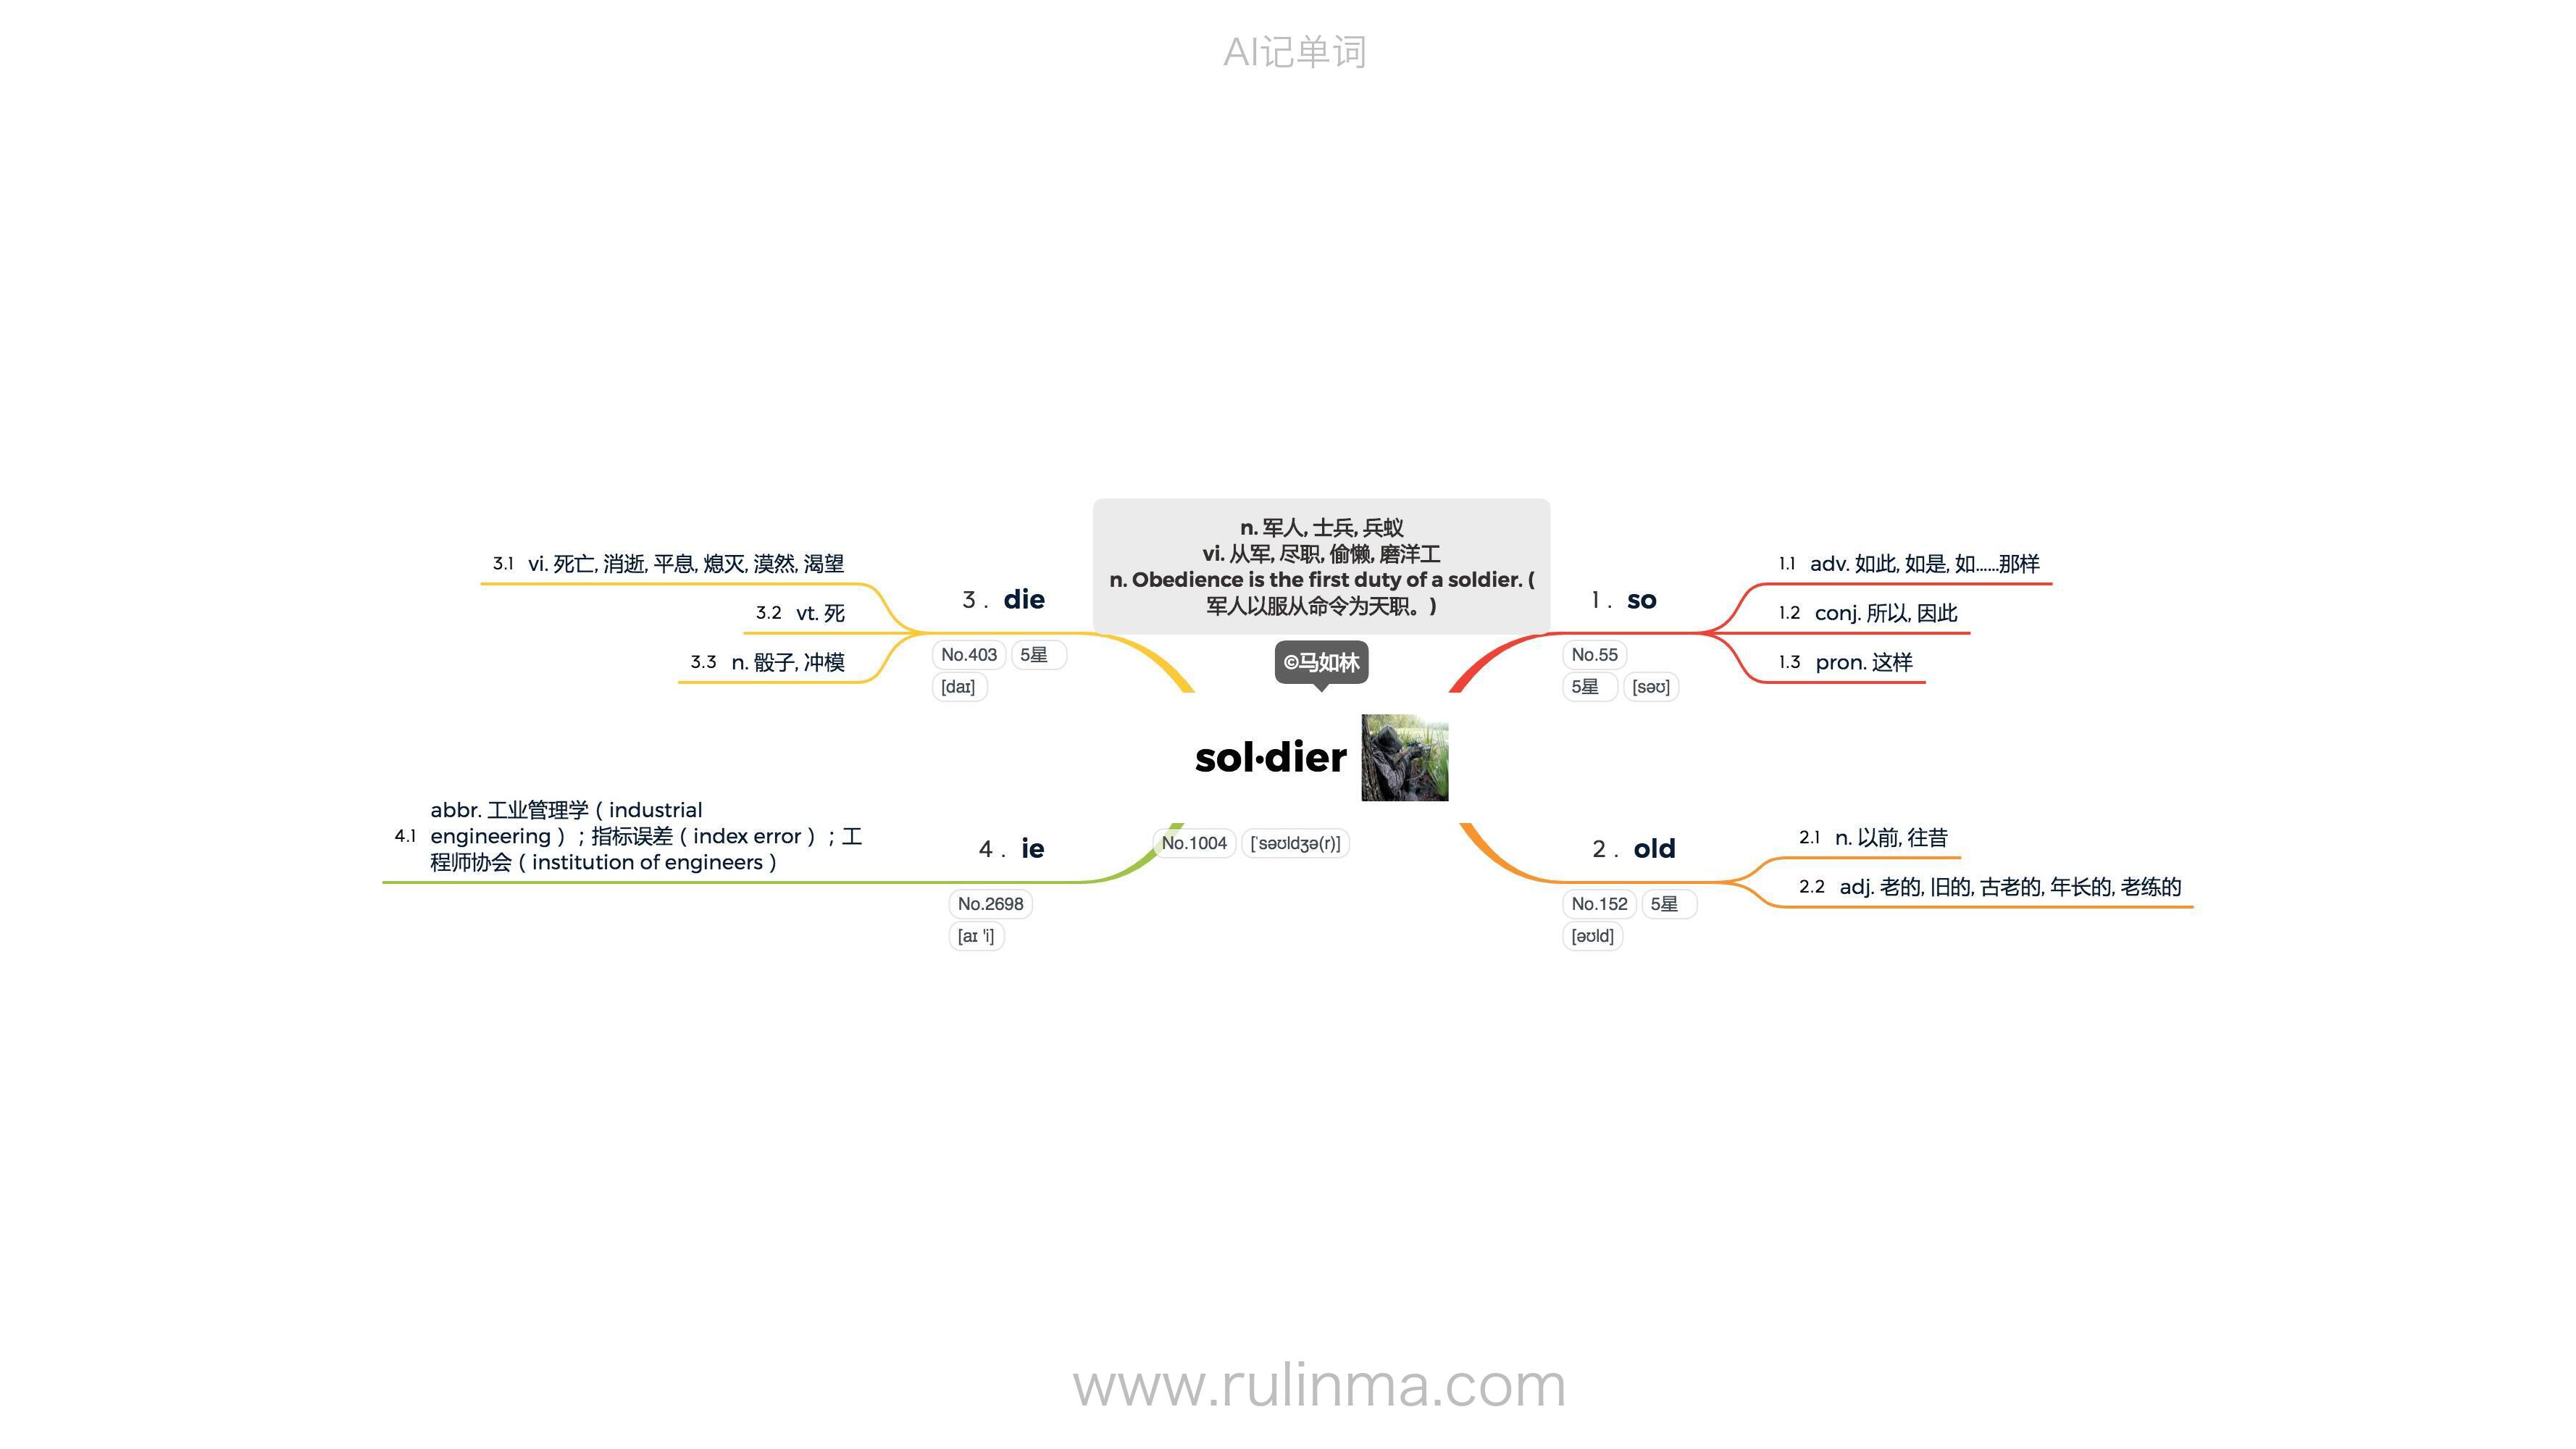 AI记单词
n. 军人, 士兵, 兵蚁
vi. 从军, 尽职, 偷懒, 磨洋工
n. Obedience is the first duty of a soldier. (
军人以服从命令为天职。)
©马如林
sol·dier
No.1004 [ˈsəʊldʒə(r)]
1. so
No.55
5星 [səʊ]
1.1 adv. 如此, 如是, 如……那样
1.2 conj. 所以, 因此
1.3 pron. 这样
2. old
No.152 5星
[əʊld]
2.1 n. 以前, 往昔
2.2 adj. 老的, 旧的, 古老的, 年长的, 老练的
3. die
No.403 5星
[daɪ]
3.1 vi. 死亡, 消逝, 平息, 熄灭, 漠然, 渴望
3.2 vt. 死
3.3 n. 骰子, 冲模
4. ie
No.2698
[aɪ 'i]
4.1 abbr. 工业管理学（industrial
engineering）；指标误差（index error）；工
程师协会（institution of engineers）
www.rulinma.com